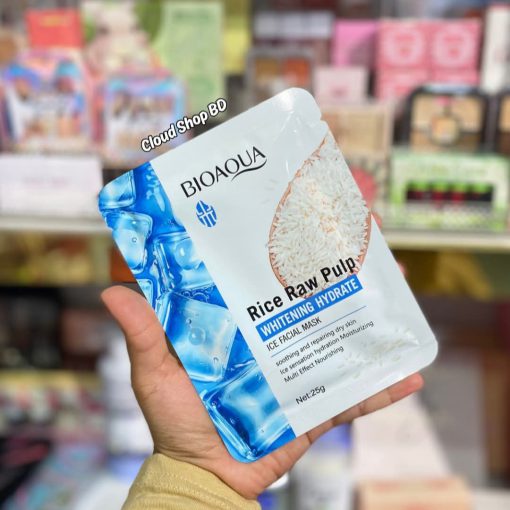 Cloud Shop BD
BIOAQUA
Rice Raw Pulp
WHITENING HYDRATE
ICE FACIAL MASK
soothing and repairing dry skin
Ice sensation hydration Moisturizing
Multi Effect Nourishing
Net:25g